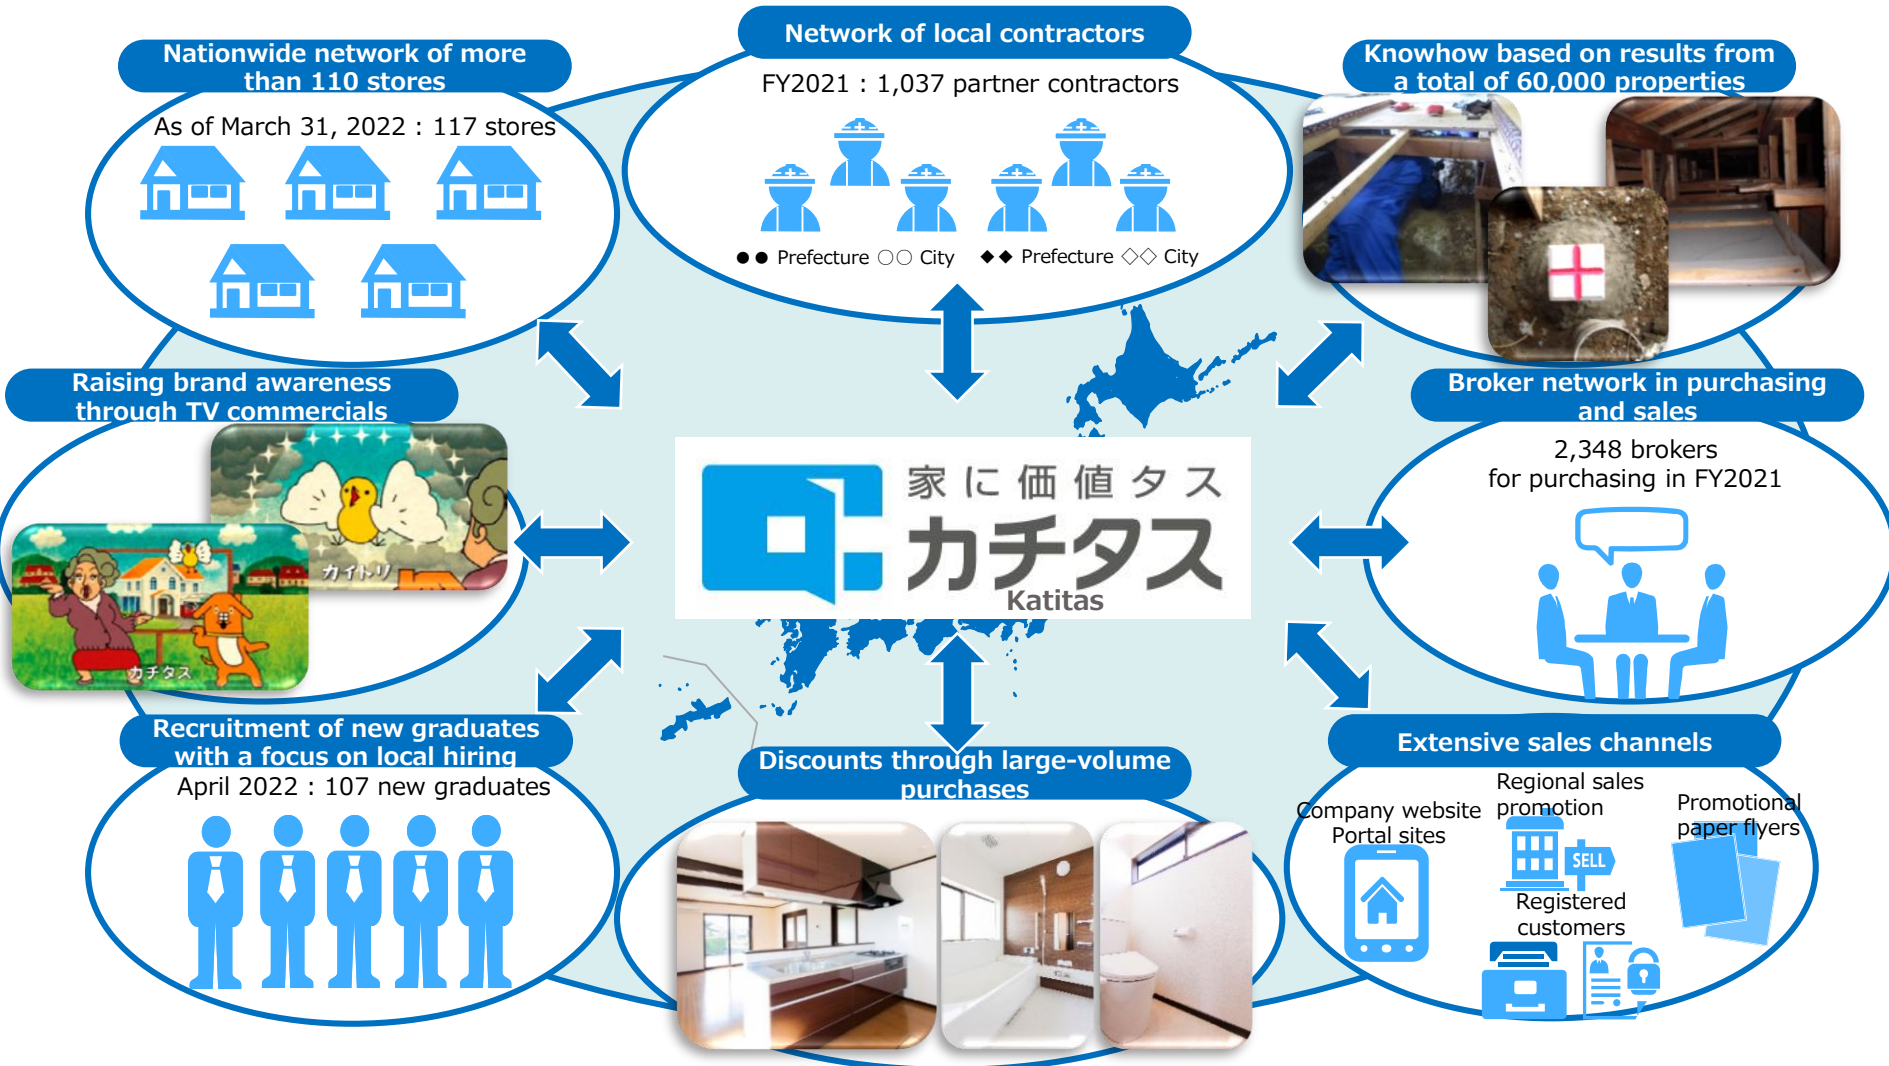 Nationwide network of more
than 110 stores
As of March 31, 2022 : 117 stores
Network of local contractors
FY2021 : 1,037 partner contractors
●● Prefecture ○○ City
◆◆ Prefecture ◇◇ City
Knowhow based on results from
a total of 60,000 properties
Raising brand awareness
through TV commercials
カイトリ
カチタス
家に価値タス
カチタス
Katitas
Broker network in purchasing
and sales
2,348 brokers
for purchasing in FY2021
Recruitment of new graduates
with a focus on local hiring
April 2022 : 107 new graduates
Discounts through large-volume
purchases
Extensive sales channels
Company website
Portal sites
Regional sales
promotion
SELL
Promotional
paper flyers
Registered
customers